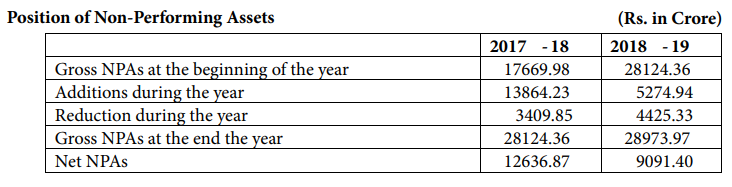 Position of Non-Performing Assets (Rs. in Crore)
2017 - 18 2018 - 19
Gross NPAs at the beginning of the year 17669.98 28124.36
Additions during the year 13864.23 5274.94
Reduction during the year 3409.85 4425.33
Gross NPAs at the end the year 28124.36 28973.97
Net NPAs 12636.87 9091.40